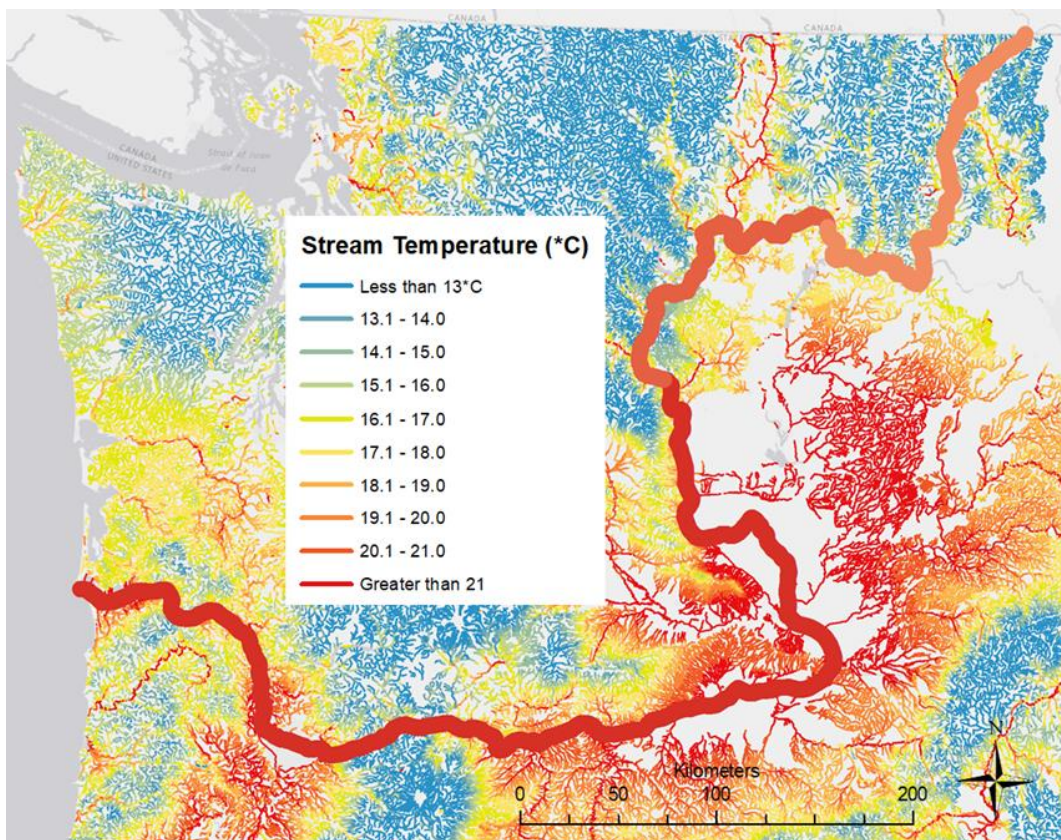 CANADA
CANADA
CANADA
UNITED STATES
Strait of Juan
de Fuca
Stream Temperature (*C)
Less than 13*C
13.1 - 14.0
14.1 - 15.0
15.1 - 16.0
16.1 - 17.0
17.1 - 18.0
18.1 - 19.0
19.1 - 20.0
20.1 - 21.0
Greater than 21
N
Kilometers
0 50 100 200